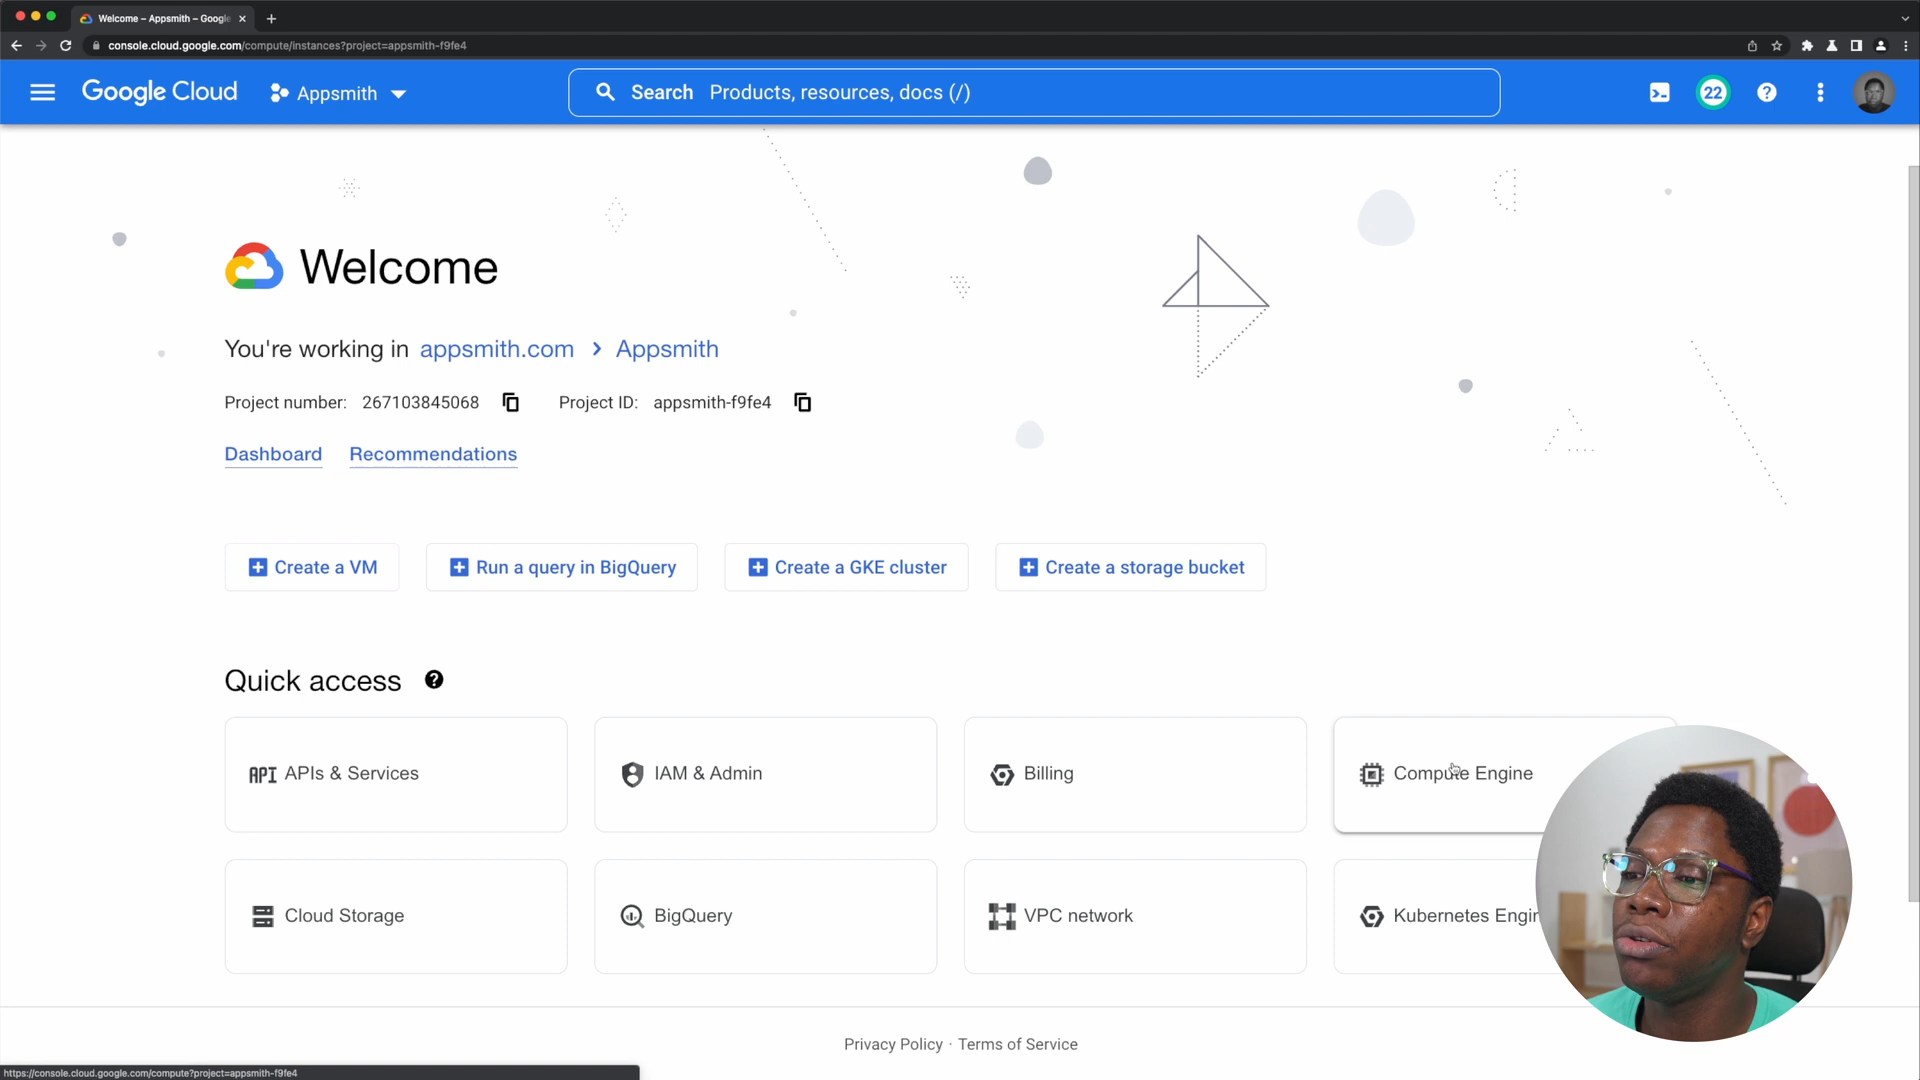 Welcome – Appsmith – Google
console.cloud.google.com/compute/instances?project=appsmith-f9fe4
Google Cloud
Appsmith
Search Products, resources, docs (/)
22
Welcome
You're working in appsmith.com > Appsmith
Project number: 267103845068 Project ID: appsmith-f9fe4
Dashboard Recommendations
Create a VM
Run a query in BigQuery
Create a GKE cluster
Create a storage bucket
Quick access
API APIs & Services
IAM & Admin
Billing
Compute Engine
Cloud Storage
BigQuery
VPC network
Kubernetes Engin
Privacy Policy · Terms of Service
https://console.cloud.google.com/compute?project=appsmith-f9fe4